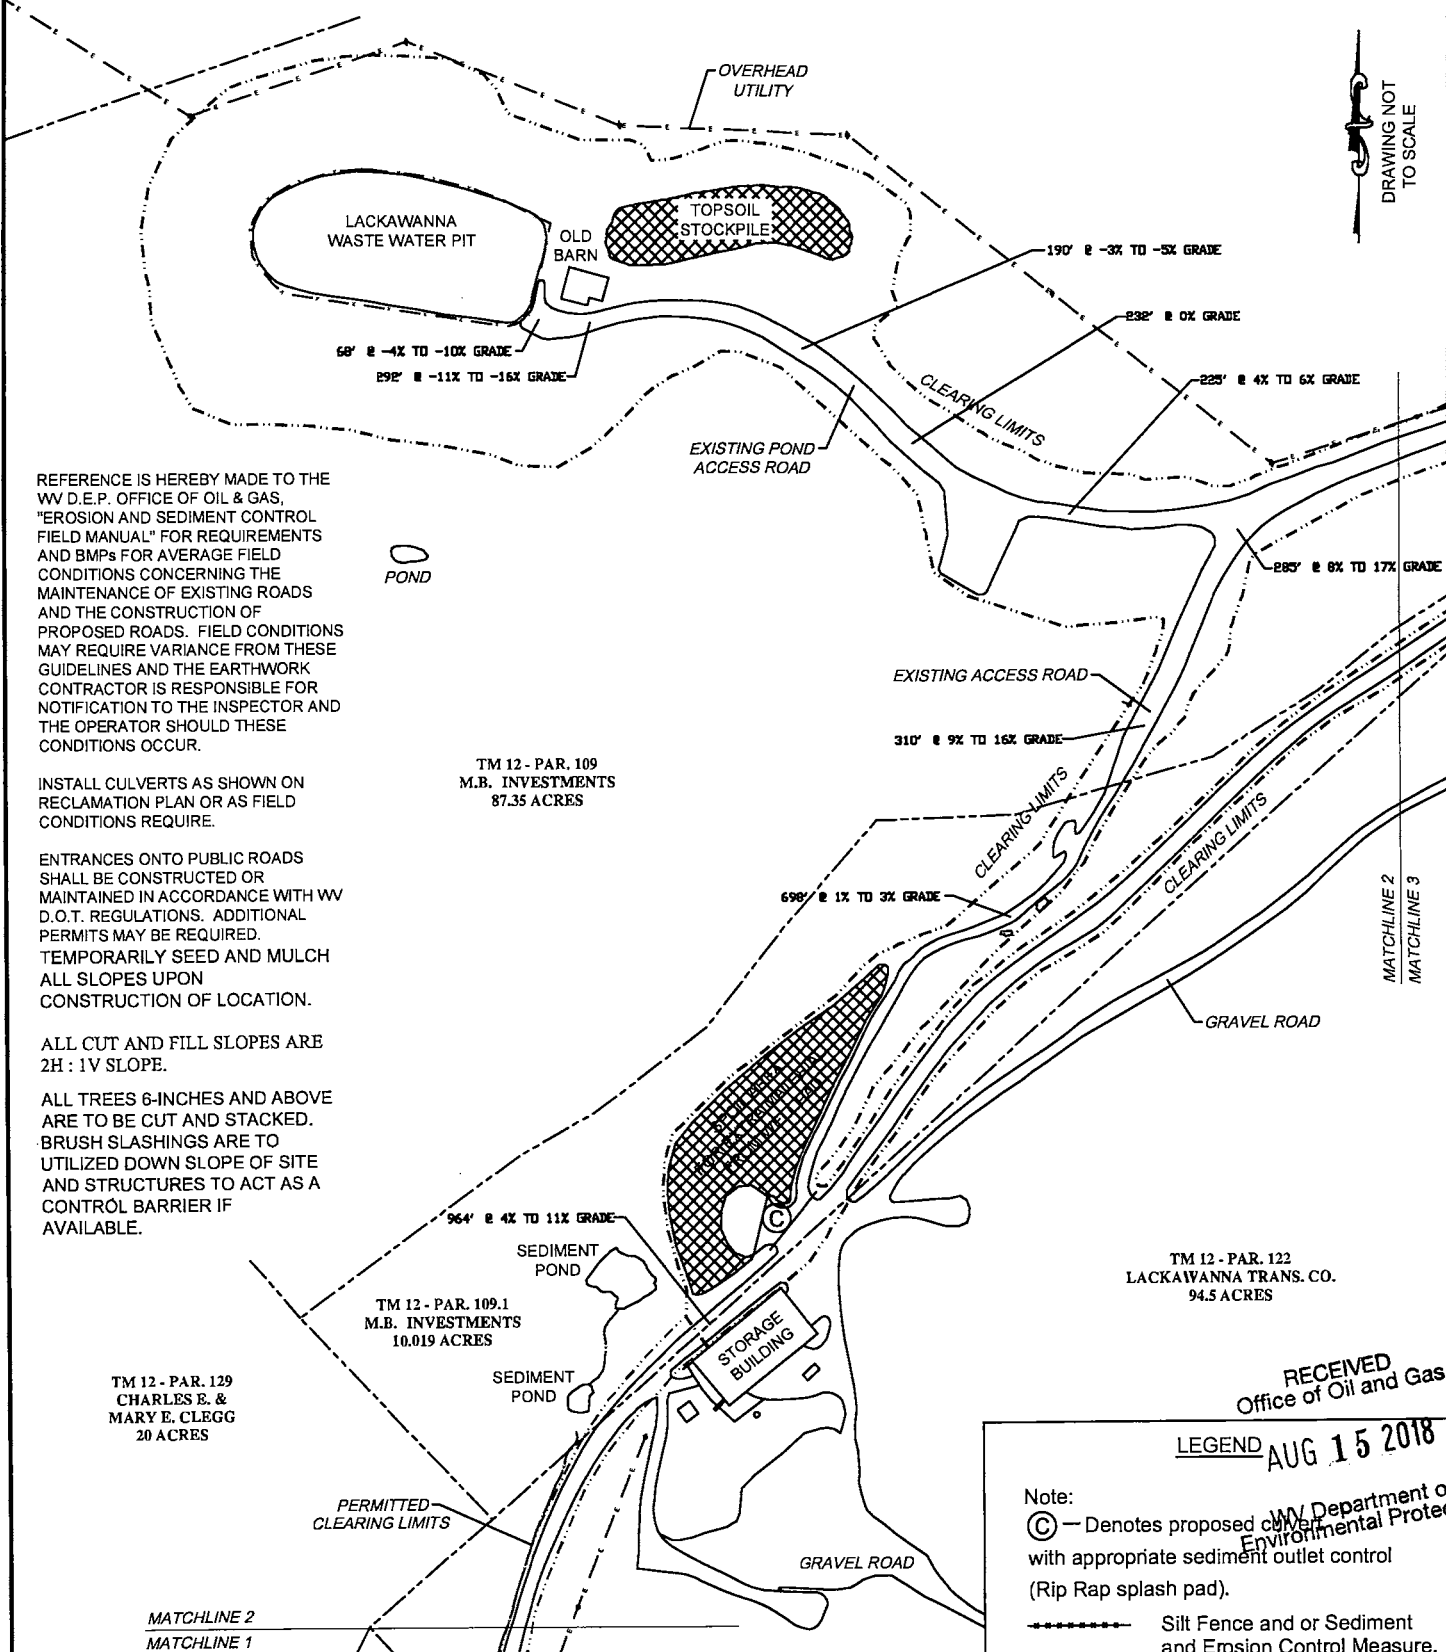 OVERHEAD
UTILITY
DRAWING NOT
TO SCALE
LACKAWANNA
WASTE WATER PIT
OLD
BARN
TOPSOIL
STOCKPILE
190' @ -3% TO -5% GRADE
232' @ 0% GRADE
68' @ -4% TO -10% GRADE
292' @ -11% TO -16% GRADE
225' @ 4% TO 6% GRADE
CLEARING LIMITS
EXISTING POND
ACCESS ROAD
REFERENCE IS HEREBY MADE TO THE
WV D.E.P. OFFICE OF OIL & GAS,
"EROSION AND SEDIMENT CONTROL
FIELD MANUAL" FOR REQUIREMENTS
AND BMPs FOR AVERAGE FIELD
CONDITIONS CONCERNING THE
MAINTENANCE OF EXISTING ROADS
AND THE CONSTRUCTION OF
PROPOSED ROADS. FIELD CONDITIONS
MAY REQUIRE VARIANCE FROM THESE
GUIDELINES AND THE EARTHWORK
CONTRACTOR IS RESPONSIBLE FOR
NOTIFICATION TO THE INSPECTOR AND
THE OPERATOR SHOULD THESE
CONDITIONS OCCUR.
POND
285' @ 8% TO 17% GRADE
EXISTING ACCESS ROAD
310' @ 9% TO 16% GRADE
TM 12 - PAR. 109
M.B. INVESTMENTS
87.35 ACRES
INSTALL CULVERTS AS SHOWN ON
RECLAMATION PLAN OR AS FIELD
CONDITIONS REQUIRE.
CLEARING LIMITS
CLEARING LIMITS
ENTRANCES ONTO PUBLIC ROADS
SHALL BE CONSTRUCTED OR
MAINTAINED IN ACCORDANCE WITH WV
D.O.T. REGULATIONS. ADDITIONAL
PERMITS MAY BE REQUIRED.
TEMPORARILY SEED AND MULCH
ALL SLOPES UPON
CONSTRUCTION OF LOCATION.
698' @ 1% TO 3% GRADE
MATCHLINE 2
MATCHLINE 3
GRAVEL ROAD
ALL CUT AND FILL SLOPES ARE
2H : 1V SLOPE.
ALL TREES 6-INCHES AND ABOVE
ARE TO BE CUT AND STACKED.
BRUSH SLASHINGS ARE TO
UTILIZED DOWN SLOPE OF SITE
AND STRUCTURES TO ACT AS A
CONTROL BARRIER IF
AVAILABLE.
C
964' @ 4% TO 11% GRADE
SEDIMENT
POND
TM 12 - PAR. 122
LACKAWANNA TRANS. CO.
94.5 ACRES
TM 12 - PAR. 109.1
M.B. INVESTMENTS
10.019 ACRES
STORAGE
BUILDING
SEDIMENT
POND
TM 12 - PAR. 129
CHARLES E. &
MARY E. CLEGG
20 ACRES
RECEIVED
Office of Oil and Gas
LEGEND
AUG 15 2018
PERMITTED
CLEARING LIMITS
Note:
WV Department o
Environmental Protec
C — Denotes proposed culvert
with appropriate sediment outlet control
(Rip Rap splash pad).
GRAVEL ROAD
MATCHLINE 2
MATCHLINE 1
Silt Fence and or Sediment
and Erosion Control Measure.